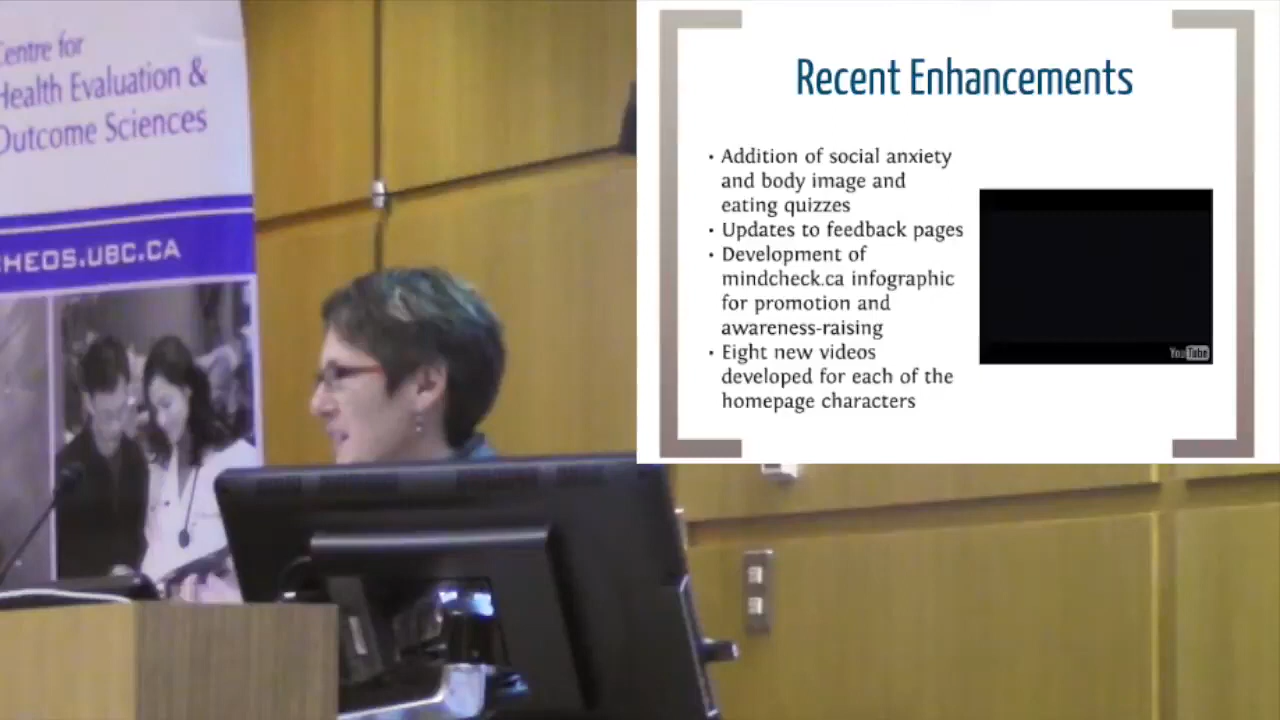 Centre for
Health Evaluation &
Outcome Sciences
CHEOS.UBC.CA
Recent Enhancements
• Addition of social anxiety
and body image and
eating quizzes
• Updates to feedback pages
• Development of
mindcheck.ca infographic
for promotion and
awareness-raising
• Eight new videos
developed for each of the
homepage characters
YouTube